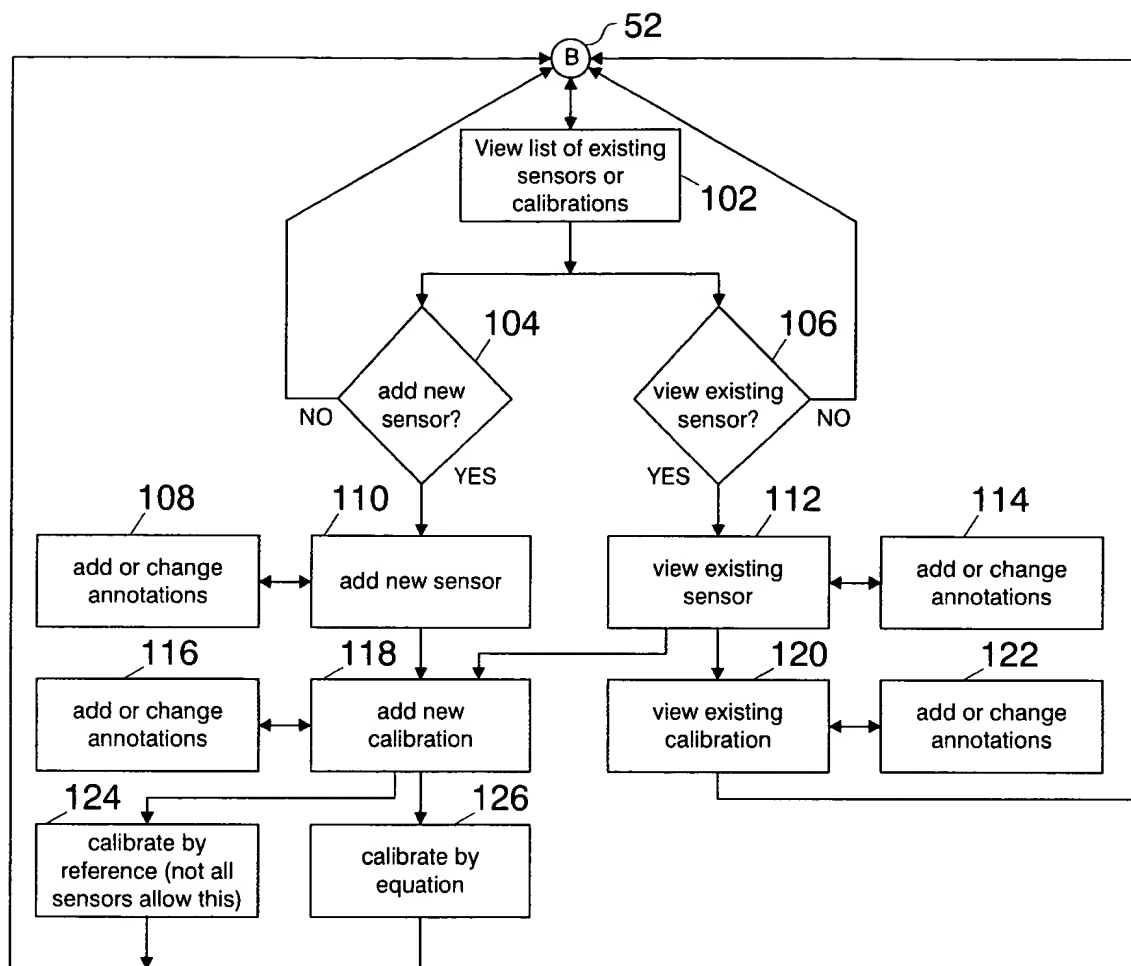 52
B
View list of existing
sensors or
calibrations
102
104
106
add new
sensor?
view existing
sensor?
NO
NO
YES
YES
108
110
112
114
add or change
annotations
add new sensor
view existing
sensor
add or change
annotations
116
118
120
122
add or change
annotations
add new
calibration
view existing
calibration
add or change
annotations
124
126
calibrate by
reference (not all
sensors allow this)
calibrate by
equation